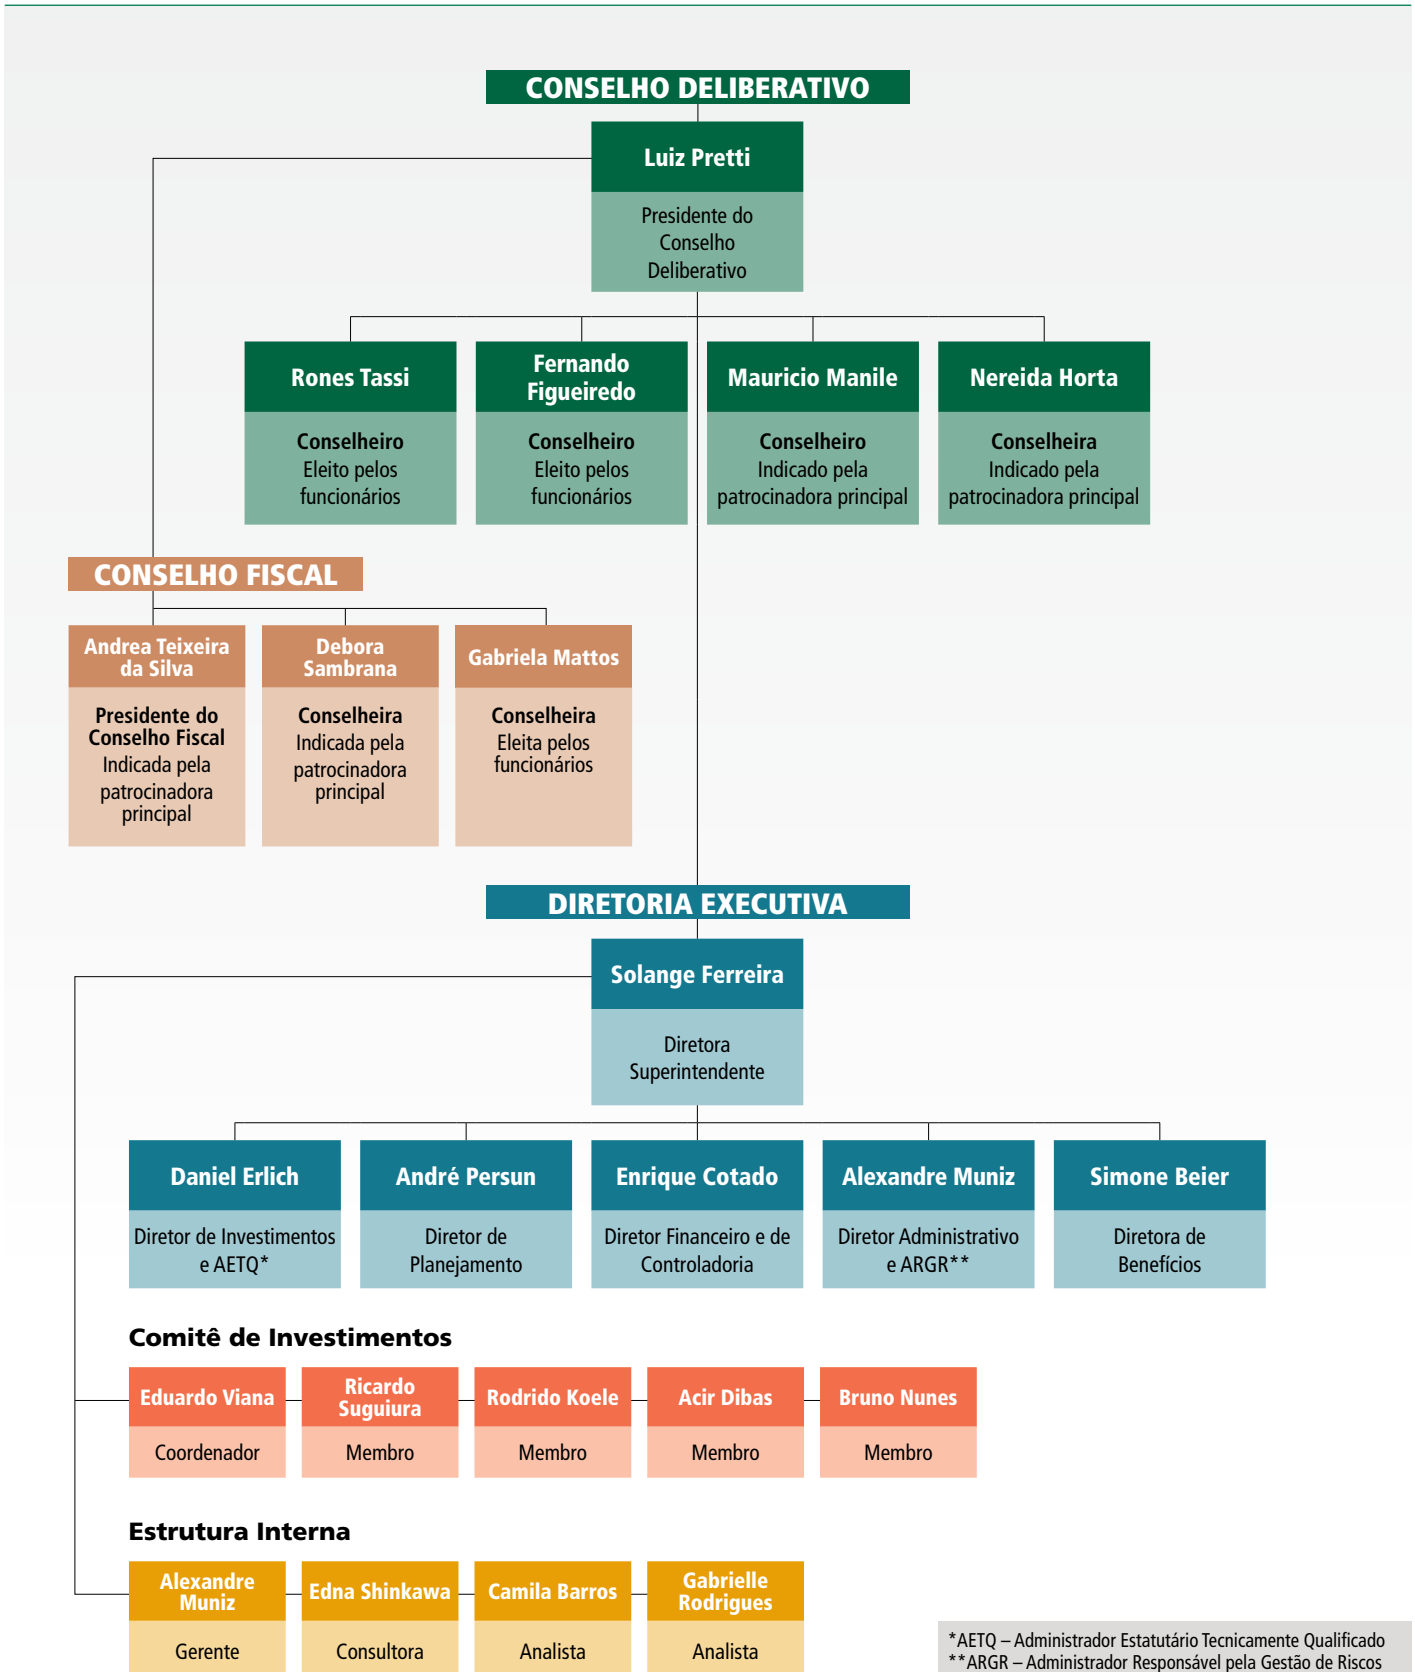 CONSELHO DELIBERATIVO
Luiz Pretti
Presidente do
Conselho
Deliberativo
Rones Tassi
Conselheiro
Eleito pelos
funcionários
Fernando
Figueiredo
Conselheiro
Eleito pelos
funcionários
Mauricio Manile
Conselheiro
Indicado pela
patrocinadora principal
Nereida Horta
Conselheira
Indicado pela
patrocinadora principal
CONSELHO FISCAL
Andrea Teixeira
da Silva
Presidente do
Conselho Fiscal
Indicada pela
patrocinadora
principal
Debora
Sambrana
Conselheira
Indicada pela
patrocinadora
principal
Gabriela Mattos
Conselheira
Eleita pelos
funcionários
DIRETORIA EXECUTIVA
Solange Ferreira
Diretora
Superintendente
Daniel Erlich
Diretor de Investimentos
e AETQ*
André Persun
Diretor de
Planejamento
Enrique Cotado
Diretor Financeiro e de
Controladoria
Alexandre Muniz
Diretor Administrativo
e ARGR**
Simone Beier
Diretora de
Benefícios
Comitê de Investimentos
Eduardo Viana
Coordenador
Ricardo
Suguiura
Membro
Rodrido Koele
Membro
Acir Dibas
Membro
Bruno Nunes
Membro
Estrutura Interna
Alexandre
Muniz
Gerente
Edna Shinkawa
Consultora
Camila Barros
Analista
Gabrielle
Rodrigues
Analista
*AETQ – Administrador Estatutário Tecnicamente Qualificado
**ARGR – Administrador Responsável pela Gestão de Riscos